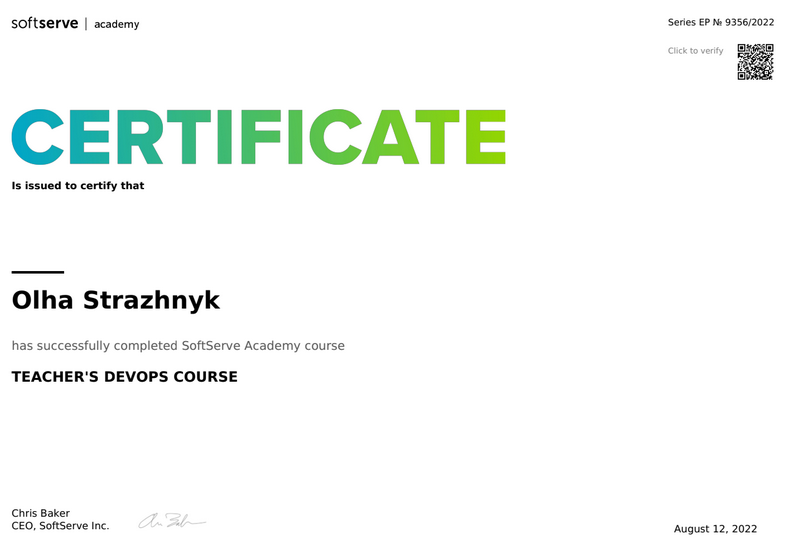 softserve | academy
Series EP № 9356/2022
Click to verify
CERTIFICATE
Is issued to certify that
Olha Strazhnyk
has successfully completed SoftServe Academy course
TEACHER'S DEVOPS COURSE
Chris Baker
CEO, SoftServe Inc.
August 12, 2022